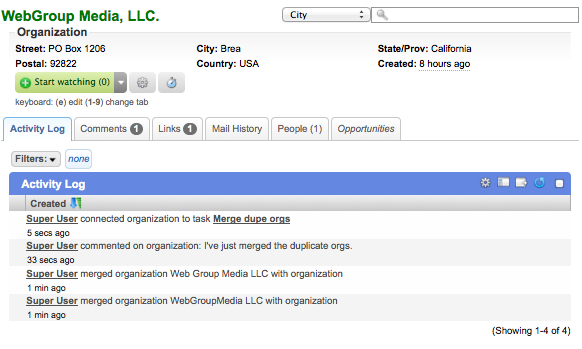 WebGroup Media, LLC.
City
Organization
Street: PO Box 1206 City: Brea State/Prov: California
Postal: 92822 Country: USA Created: 8 hours ago
Start watching (0)
keyboard: (e) edit (1-9) change tab
Activity Log Comments 1 Links 1 Mail History People (1) Opportunities
Filters: none
Activity Log
Created
Super User connected organization to task Merge dupe orgs
5 secs ago
Super User commented on organization: I've just merged the duplicate orgs.
33 secs ago
Super User merged organization Web Group Media LLC with organization
1 min ago
Super User merged organization WebGroupMedia LLC with organization
1 min ago
(Showing 1-4 of 4)